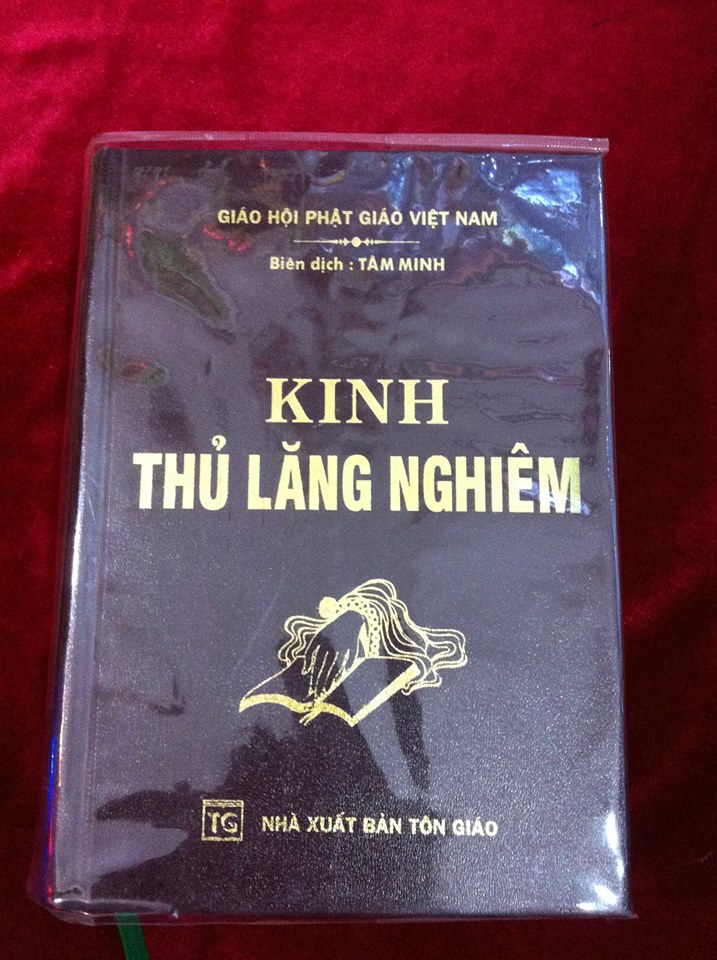 GIÁO HỘI PHẬT GIÁO VIỆT NAM
Biên dịch : TÂM MINH
KINH
THỦ LĂNG NGHIÊM
TG NHÀ XUẤT BẢN TÔN GIÁO